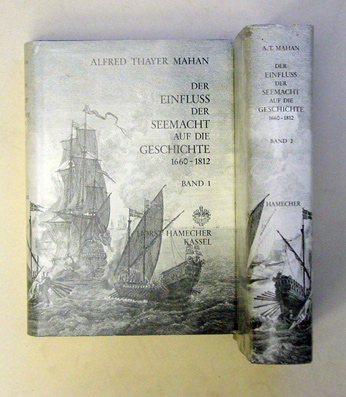 ALFRED THAYER MAHAN
DER
EINFLUSS
DER
SEEMACHT
AUF DIE
GESCHICHTE
1660-1812
BAND 1
HORST HAMECHER
KASSEL
A. T. MAHAN
DER
EINFLUSS
DER
SEEMACHT
AUF DIE
GESCHICHTE
1660-1812
BAND 2
HAMECHER